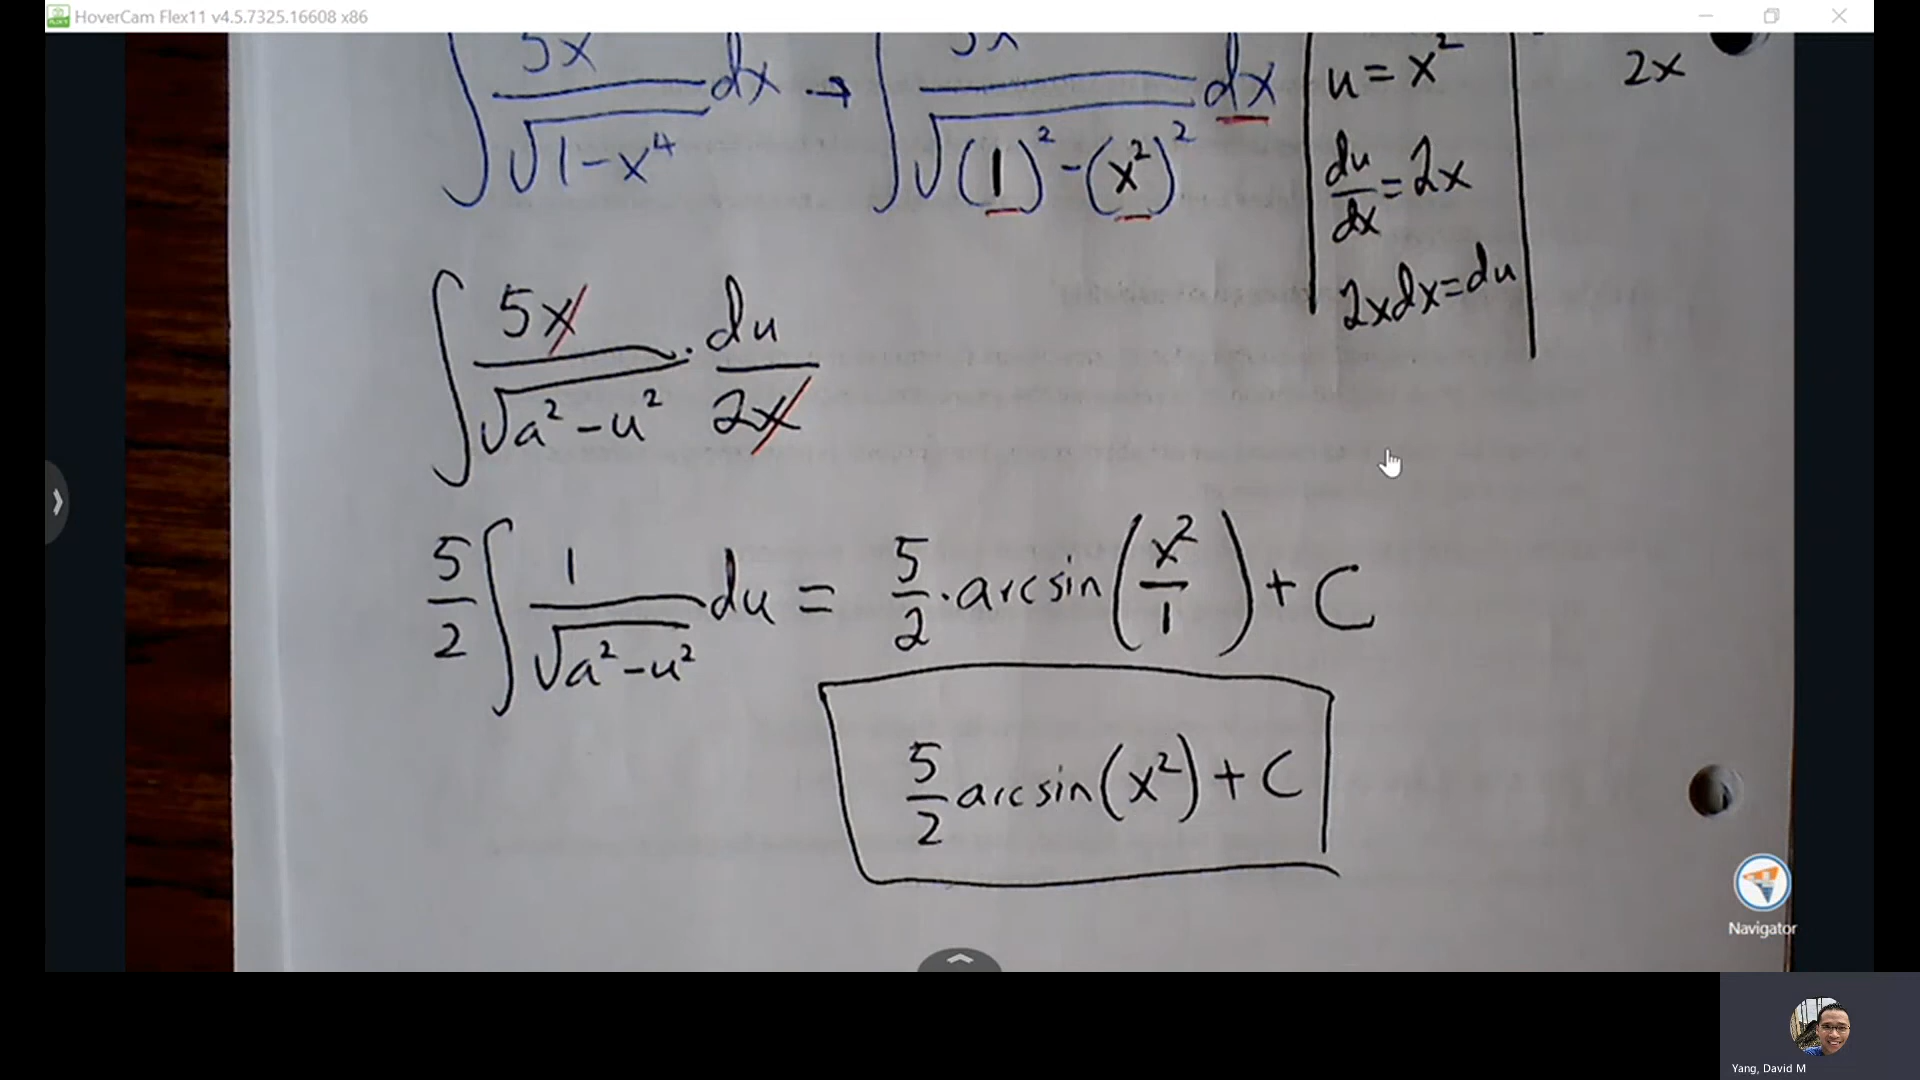 HoverCam Flex11 v4.5.7325.16608 x86
∫ 5x/√(1-x⁴) dx → ∫ 5x/√((1)²-(x²)²) dx
u = x²
2x
du/dx = 2x
2xdx = du
∫ 5x/√(a²-u²) · du/2x
5/2 ∫ 1/√(a²-u²) du = 5/2 · arcsin(x²/1) + C
5/2 arcsin(x²) + C
Navigator
Yang, David M